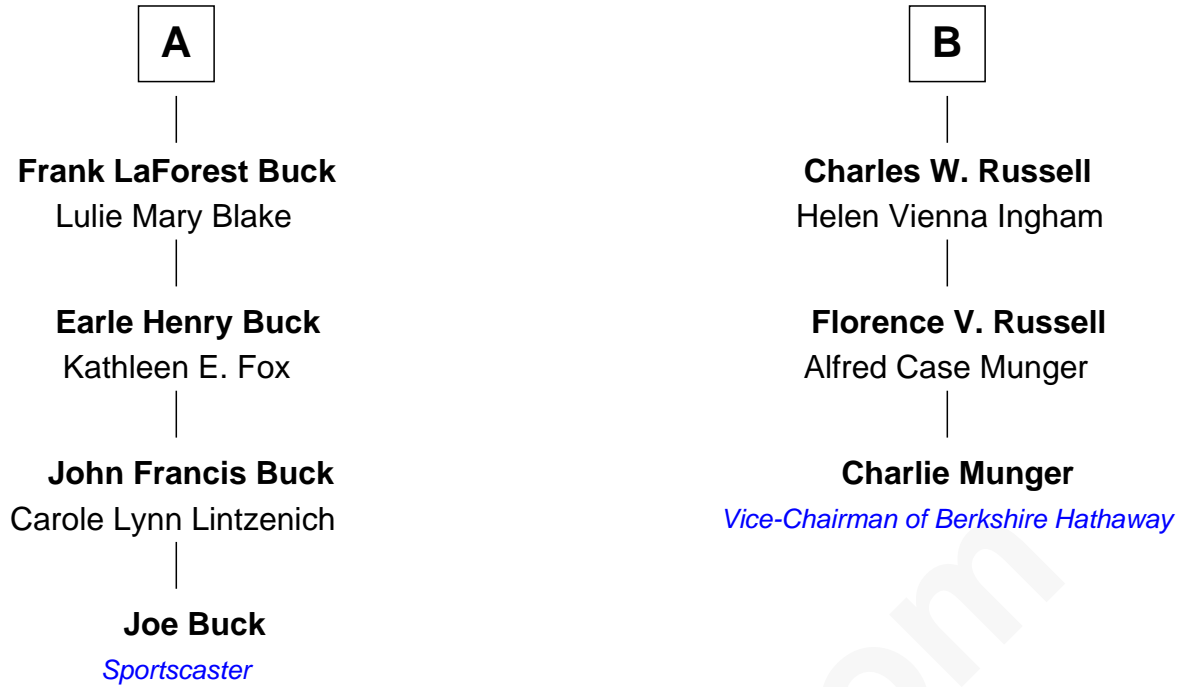 A
Frank LaForest Buck
Lulie Mary Blake
Earle Henry Buck
Kathleen E. Fox
John Francis Buck
Carole Lynn Lintzenich
Joe Buck
Sportscaster
B
Charles W. Russell
Helen Vienna Ingham
Florence V. Russell
Alfred Case Munger
Charlie Munger
Vice-Chairman of Berkshire Hathaway
om